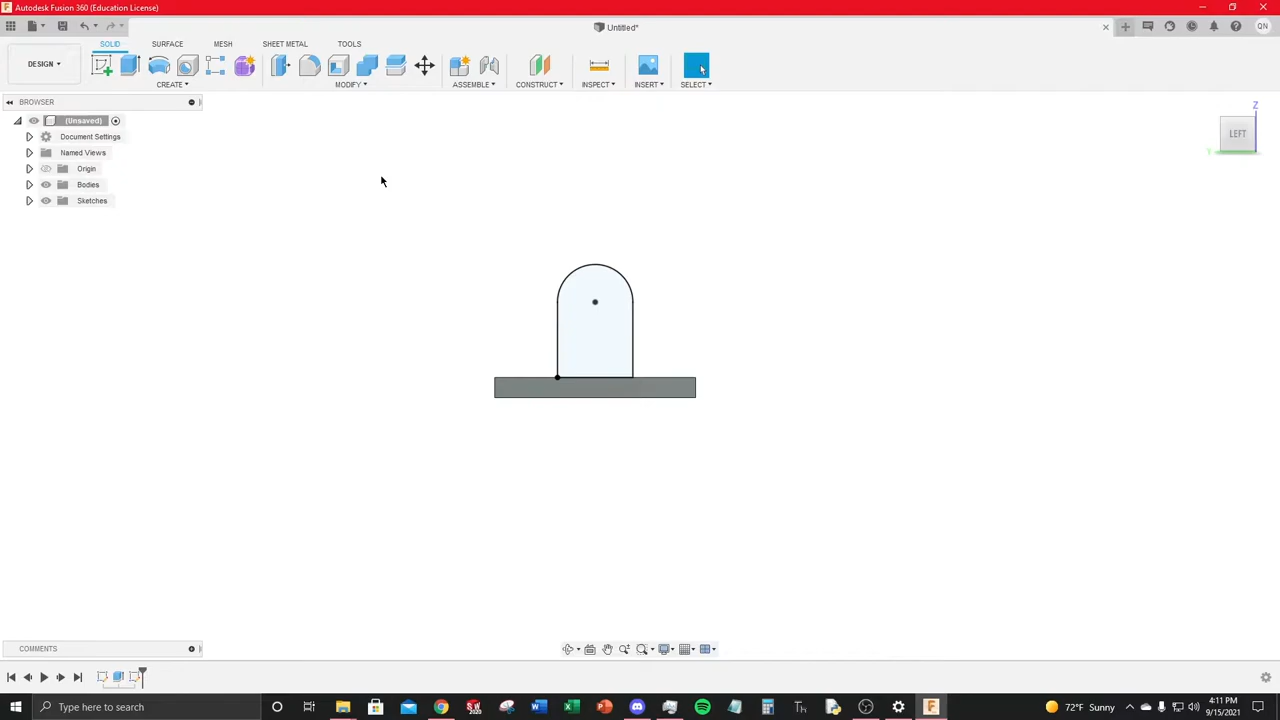 Autodesk Fusion 360 (Education License)
Untitled*
QN
DESIGN
SOLID
SURFACE
MESH
SHEET METAL
TOOLS
CREATE
MODIFY
ASSEMBLE
CONSTRUCT
INSPECT
INSERT
SELECT
BROWSER
(Unsaved)
Document Settings
Named Views
Origin
Bodies
Sketches
Z
LEFT
Y
COMMENTS
Type here to search
72°F Sunny
4:11 PM
9/15/2021